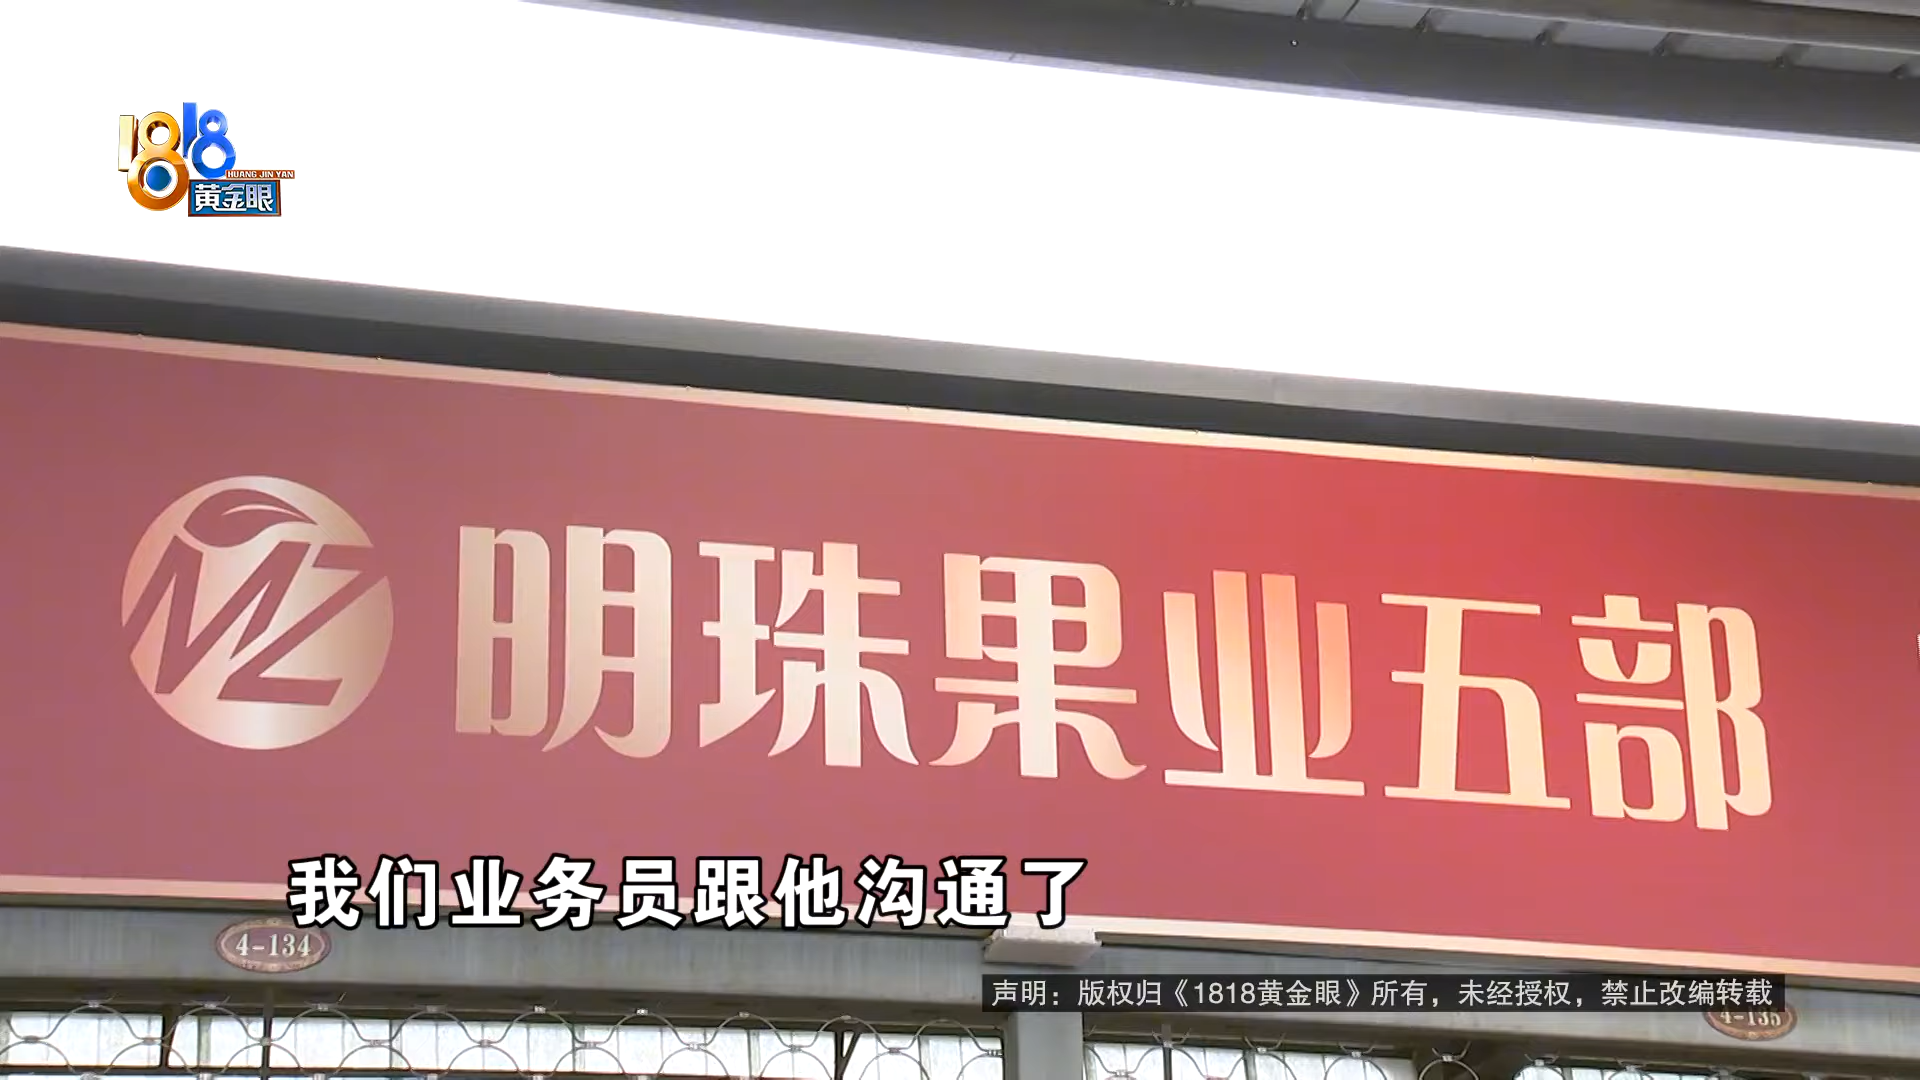 1818
HUANG JIN YAN
黄金眼
MZ
明珠果业五部
我们业务员跟他沟通了
4-134
声明：版权归《1818黄金眼》所有，未经授权，禁止改编转载
4-135